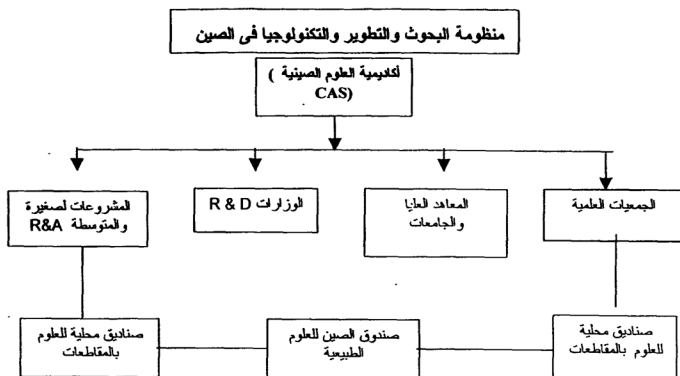 منظومة البحوث والتطوير والتكنولوجيا فى الصين
أكاديمية العلوم الصينية (
CAS)
الجمعيات العلمية
المعاهد العليا
والجامعات
الوزارات R & D
المشروعات لصغيرة
والمتوسطة R&A
صناديق محلية
للعلوم بالمقاطعات
صندوق الصين للعلوم
الطبيعية
صناديق محلية للعلوم
بالمقاطعات